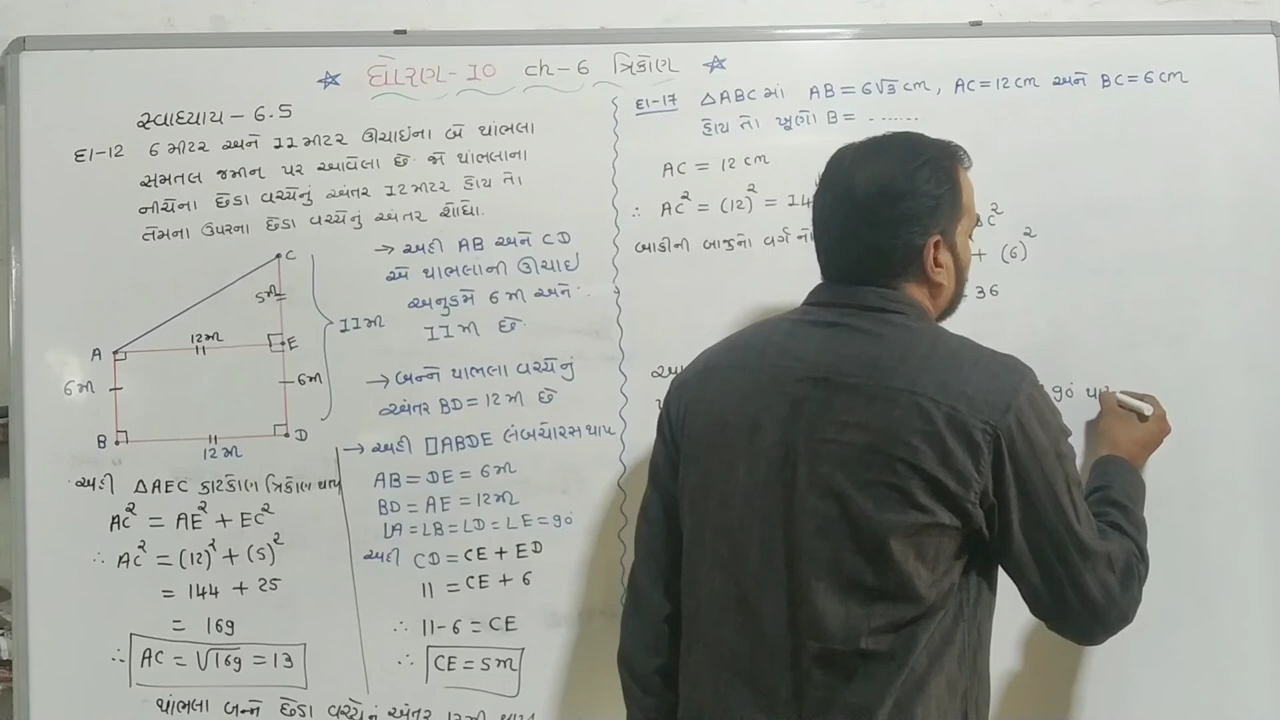 ધોરણ-10 ch-6 ત્રિકોણ
સ્વાધ્યાય - 6.5
દા-12 6 મીટર અને 11 મીટર ઊંચાઈના બે થાંભલા
સમતલ જમીન પર આવેલા છે. જો થાંભલાના
નીચેના છેડા વચ્ચેનું અંતર 12 મીટર હોય તો
તેમના ઉપરના છેડા વચ્ચેનું અંતર શોધો.
C
5મી
12મી
A
E
11મી
6મી
6મી
B
D
12મી
→ અહી AB અને CD
એ થાંભલાની ઊંચાઈ
અનુક્રમે 6 મી અને
11 મી છે.
→ બન્ને થાંભલા વચ્ચેનું
અંતર BD = 12મી છે
→ અહી □ABDE લંબચોરસ થાય
AB = DE = 6મી
BD = AE = 12મી
∠A = ∠B = ∠D = ∠E = 90°
અહી CD = CE + ED
11 = CE + 6
∴ 11-6 = CE
∴ CE = 5m
અહી △AEC કાટકોણ ત્રિકોણ થાય
AC² = AE² + EC²
∴ AC² = (12)² + (5)²
= 144 + 25
= 169
∴ AC = √169 = 13
થાંભલા બન્ને છેડા વચ્ચેનું અંતર
દા-17 △ABC માં AB = 6√3 cm, AC = 12 cm અને BC = 6 cm
હોય તો ખૂણો B = .......
AC = 12 cm
∴ AC² = (12)² = 14
બાકીની બાજુનો વર્ગ નો
C²
+ (6)²
36
90°